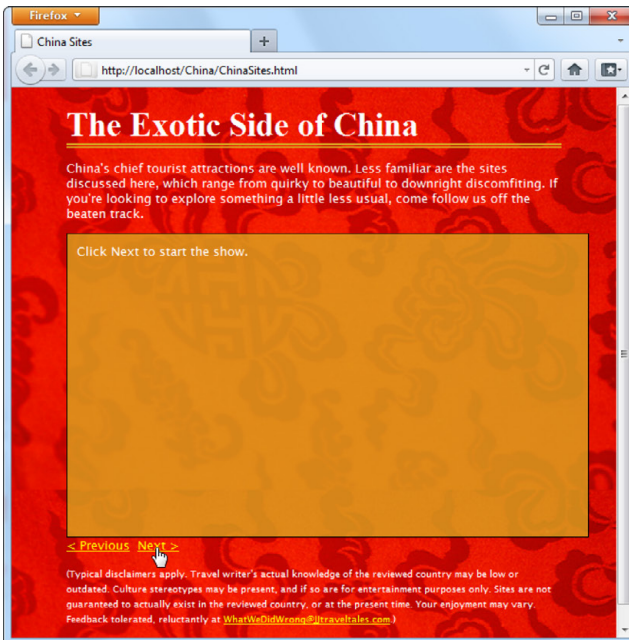 Firefox
China Sites
http://localhost/China/ChinaSites.html
The Exotic Side of China
China's chief tourist attractions are well known. Less familiar are the sites
discussed here, which range from quirky to beautiful to downright discomfiting. If
you're looking to explore something a little less usual, come follow us off the
beaten track.
Click Next to start the show.
< Previous Next >
(Typical disclaimers apply. Travel writer's actual knowledge of the reviewed country may be low or
outdated. Culture stereotypes may be present, and if so are for entertainment purposes only. Sites are not
guaranteed to actually exist in the reviewed country, or at the present time. Your enjoyment may vary.
Feedback tolerated, reluctantly at WhatWeDidWrong@JJtraveltales.com.)